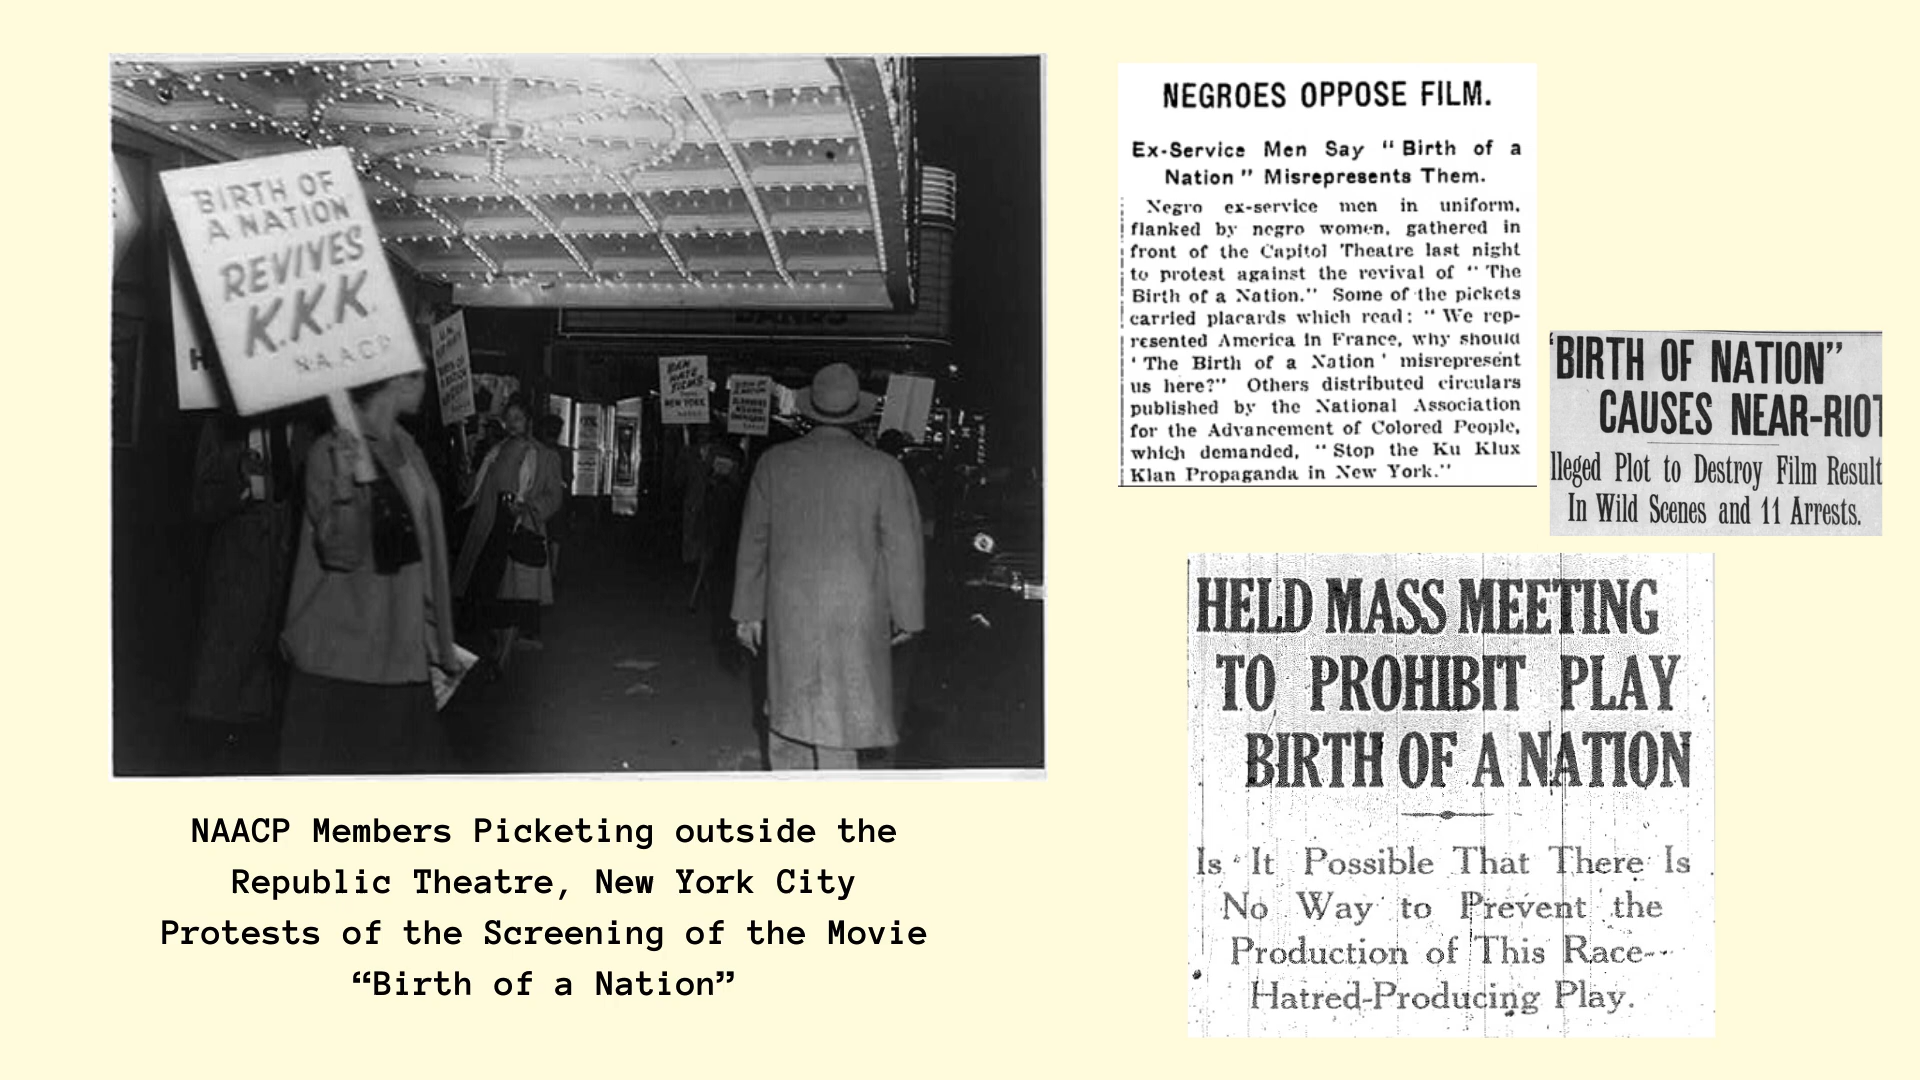 BIRTH OF
A NATION
REVIVES
K.K.K.
NAACP
H
BAN
HATE
FILMS
NEW YORK
NAACP Members Picketing outside the
Republic Theatre, New York City
Protests of the Screening of the Movie
“Birth of a Nation”
NEGROES OPPOSE FILM.
Ex-Service Men Say “Birth of a
Nation” Misrepresents Them.
Negro ex-service men in uniform,
flanked by negro women, gathered in
front of the Capitol Theatre last night
to protest against the revival of “The
Birth of a Nation.” Some of the pickets
carried placards which read: “We rep-
resented America in France, why should
‘The Birth of a Nation’ misrepresent
us here?” Others distributed circulars
published by the National Association
for the Advancement of Colored People,
which demanded, “Stop the Ku Klux
Klan Propaganda in New York.”
“BIRTH OF NATION”
CAUSES NEAR-RIOT
lleged Plot to Destroy Film Result
In Wild Scenes and 11 Arrests.
HELD MASS MEETING
TO PROHIBIT PLAY
BIRTH OF A NATION
Is It Possible That There Is
No Way to Prevent the
Production of This Race-
Hatred-Producing Play.